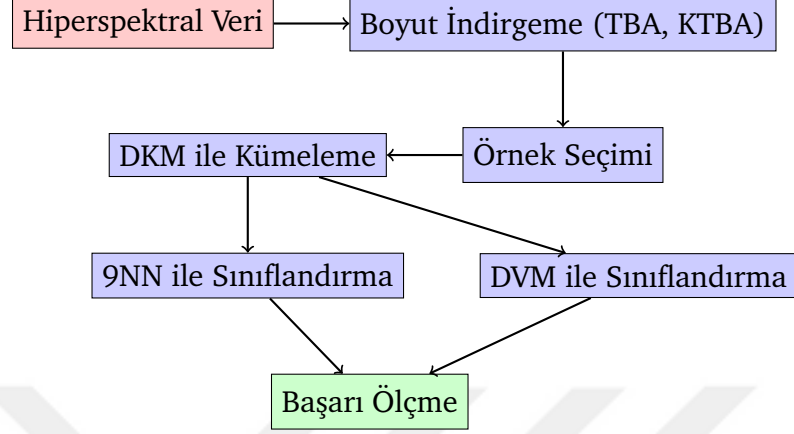 Hiperspektral Veri
Boyut İndirgeme (TBA, KTBA)
Örnek Seçimi
DKM ile Kümeleme
9NN ile Sınıflandırma
DVM ile Sınıflandırma
Başarı Ölçme